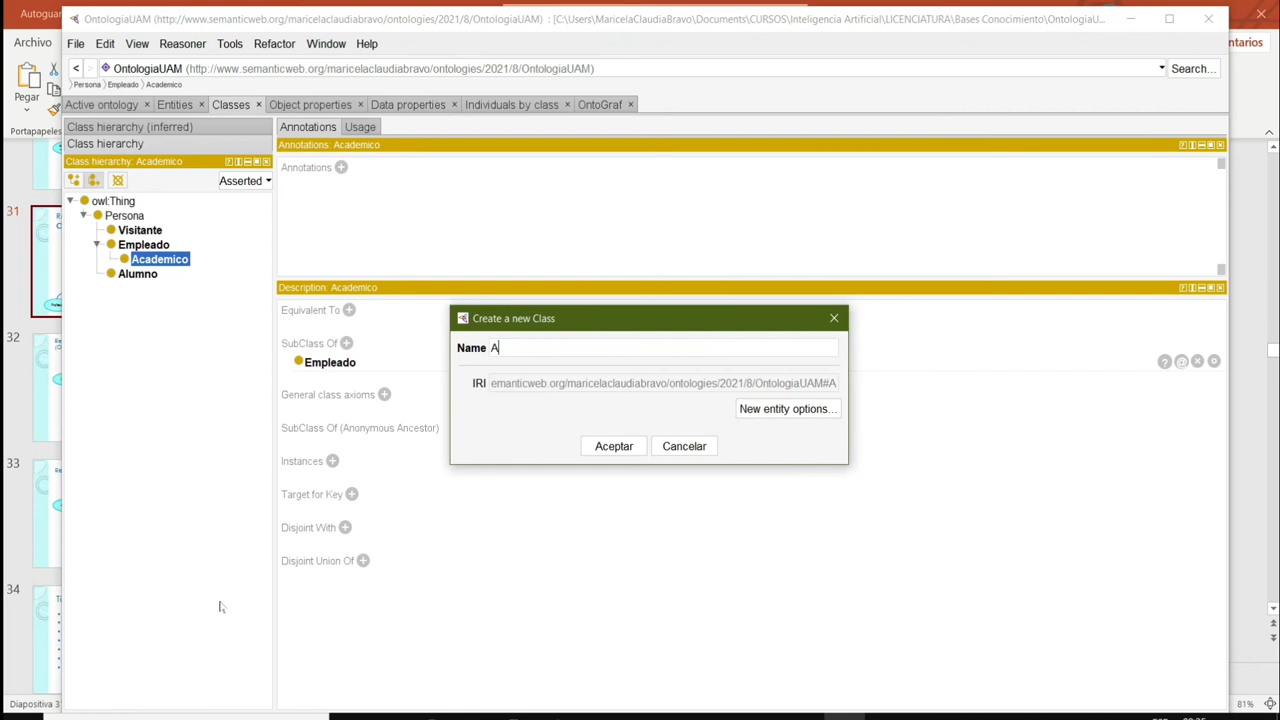 Autogua
OntologiaUAM (http://www.semanticweb.org/maricelaclaudiabravo/ontologies/2021/8/OntologiaUAM) : [C:\Users\MaricelaClaudiaBravo\Documents\CURSOS\Inteligencia Artificial\LICENCIATURA\Bases Conocimiento\OntologiaU...
Archivo
File Edit View Reasoner Tools Refactor Window Help
entarios
< > OntologiaUAM (http://www.semanticweb.org/maricelaclaudiabravo/ontologies/2021/8/OntologiaUAM) Search...
Persona Empleado Academico
Pegar
Active ontology × Entities × Classes × Object properties × Data properties × Individuals by class × OntoGraf ×
Portapapeles
Class hierarchy (inferred)
Class hierarchy
Class hierarchy: Academico
Asserted
owl:Thing
Persona
Visitante
Empleado
Academico
Alumno
Annotations Usage
Annotations: Academico
Annotations
Description: Academico
Equivalent To
SubClass Of
Empleado
General class axioms
SubClass Of (Anonymous Ancestor)
Instances
Target for Key
Disjoint With
Disjoint Union Of
Create a new Class
Name A
IRI emanticweb.org/maricelaclaudiabravo/ontologies/2021/8/OntologiaUAM#A
New entity options...
Aceptar Cancelar
31
32
33
34
Diapositiva 3
81%